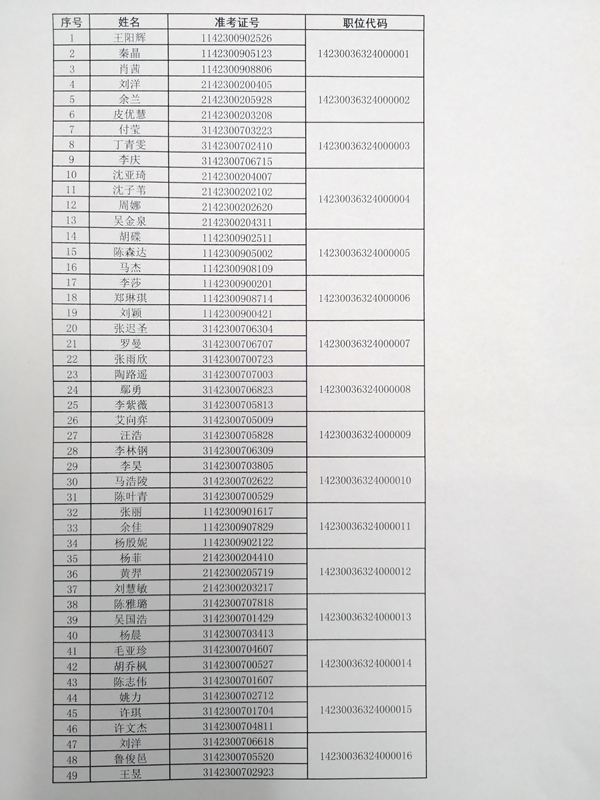 序号 姓名 准考证号 职位代码
1 王阳辉 1142300902526 14230036324000001
2 秦晶 1142300905123
3 肖茜 1142300908806
4 刘洋 2142300200405 14230036324000002
5 余兰 2142300205928
6 皮优慧 2142300203208
7 付莹 3142300703223 14230036324000003
8 丁青雯 3142300702410
9 李庆 3142300706715
10 沈亚琦 2142300204007 14230036324000004
11 沈子苇 2142300202102
12 周娜 2142300202620
13 吴金泉 2142300204311
14 胡碟 1142300902511 14230036324000005
15 陈森达 1142300905002
16 马杰 1142300908109
17 李莎 1142300900201 14230036324000006
18 郑琳琪 1142300908714
19 刘颖 1142300900421
20 张迟圣 3142300706304 14230036324000007
21 罗曼 3142300706707
22 张雨欣 3142300700723
23 陶路遥 3142300707003 14230036324000008
24 鄢勇 3142300706823
25 李紫薇 3142300705813
26 艾向弈 3142300705009 14230036324000009
27 汪浩 3142300705828
28 李林钢 3142300706309
29 李昊 3142300703805 14230036324000010
30 马浩陵 3142300702622
31 陈叶青 3142300700529
32 张丽 1142300901617 14230036324000011
33 余佳 1142300907829
34 杨殷妮 1142300902122
35 杨菲 2142300204410 14230036324000012
36 黄羿 2142300205719
37 刘慧敏 2142300203217
38 陈雅璐 3142300707818 14230036324000013
39 吴国浩 3142300701429
40 杨晨 3142300703413
41 毛亚珍 3142300704607 14230036324000014
42 胡乔枫 3142300700527
43 陈志伟 3142300701607
44 姚力 3142300702712 14230036324000015
45 许琪 3142300701704
46 许文杰 3142300704811
47 刘洋 3142300706618 14230036324000016
48 鲁俊邑 3142300705520
49 王昱 3142300702923